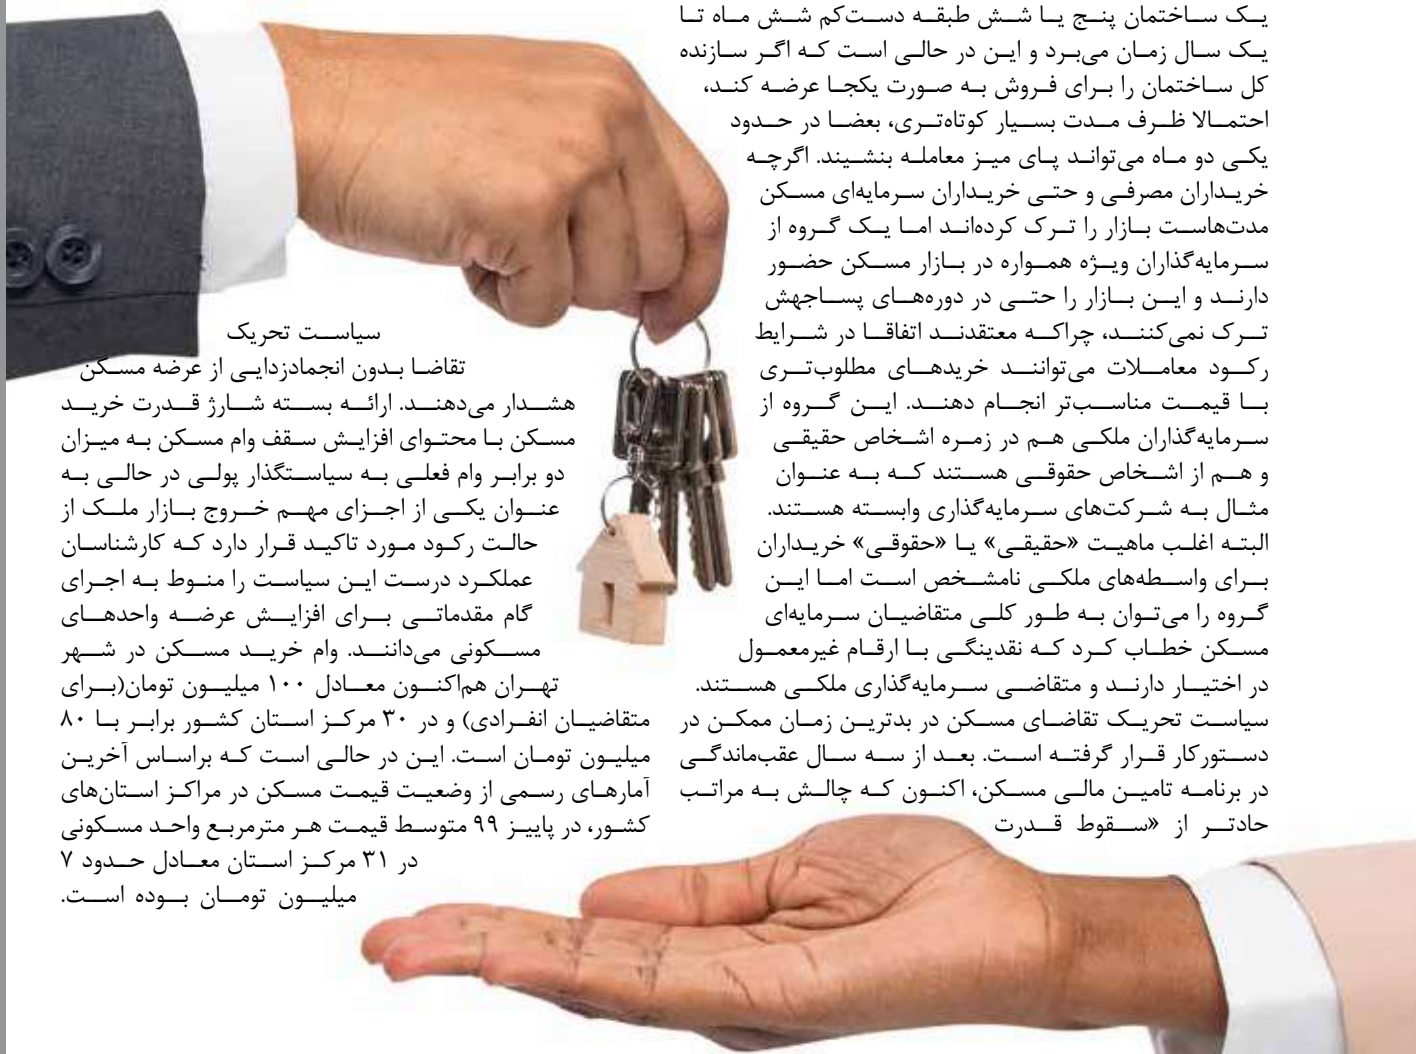 یک ساختمان پنج یا شش طبقه دست‌کم شش ماه تا
یک سال زمان می‌برد و این در حالی است که اگر سازنده
کل ساختمان را برای فروش به صورت یکجا عرضه کند،
احتمالا ظرف مدت بسیار کوتاه‌تری، بعضا در حدود
یکی دو ماه می‌تواند پای میز معامله بنشیند. اگرچه
خریداران مصرفی و حتی خریداران سرمایه‌ای مسکن
مدت‌هاست بازار را ترک کرده‌اند اما یک گروه از
سرمایه‌گذاران ویژه همواره در بازار مسکن حضور
دارند و این بازار را حتی در دوره‌های پساجهش
ترک نمی‌کنند، چراکه معتقدند اتفاقا در شرایط
رکود معاملات می‌توانند خریدهای مطلوب‌تری
با قیمت مناسب‌تر انجام دهند. این گروه از
سرمایه‌گذاران ملکی هم در زمره اشخاص حقیقی
و هم از اشخاص حقوقی هستند که به عنوان
مثال به شرکت‌های سرمایه‌گذاری وابسته هستند.
البته اغلب ماهیت «حقیقی» یا «حقوقی» خریداران
برای واسطه‌های ملکی نامشخص است اما این
گروه را می‌توان به طور کلی متقاضیان سرمایه‌ای
مسکن خطاب کرد که نقدینگی با ارقام غیرمعمول
در اختیار دارند و متقاضی سرمایه‌گذاری ملکی هستند.
سیاست تحریک تقاضای مسکن در بدترین زمان ممکن در
دستورکار قرار گرفته است. بعد از سه سال عقب‌ماندگی
در برنامه تامین مالی مسکن، اکنون که چالش به مراتب
حادتر از «سقوط قدرت
سیاست تحریک
تقاضا بدون انجمادزدایی از عرضه مسکن
هشدار می‌دهند. ارائه بسته شارژ قدرت خرید
مسکن با محتوای افزایش سقف وام مسکن به میزان
دو برابر وام فعلی به سیاستگذار پولی در حالی به
عنوان یکی از اجزای مهم خروج بازار ملک از
حالت رکود مورد تاکید قرار دارد که کارشناسان
عملکرد درست این سیاست را منوط به اجرای
گام مقدماتی برای افزایش عرضه واحدهای
مسکونی می‌دانند. وام خرید مسکن در شهر
تهران هم‌اکنون معادل ۱۰۰ میلیون تومان(برای
متقاضیان انفرادی) و در ۳۰ مرکز استان کشور برابر با ۸۰
میلیون تومان است. این در حالی است که براساس آخرین
آمارهای رسمی از وضعیت قیمت مسکن در مراکز استان‌های
کشور، در پاییز ۹۹ متوسط قیمت هر مترمربع واحد مسکونی
در ۳۱ مرکز استان معادل حدود ۷
میلیون تومان بوده است.